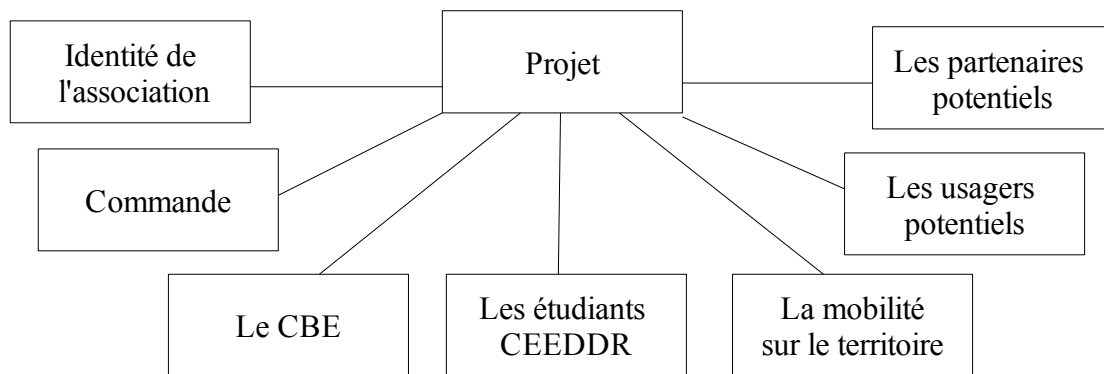 Projet
Identité de
l'association
Les partenaires
potentiels
Commande
Les usagers
potentiels
Le CBE
Les étudiants
CEEDDR
La mobilité
sur le territoire